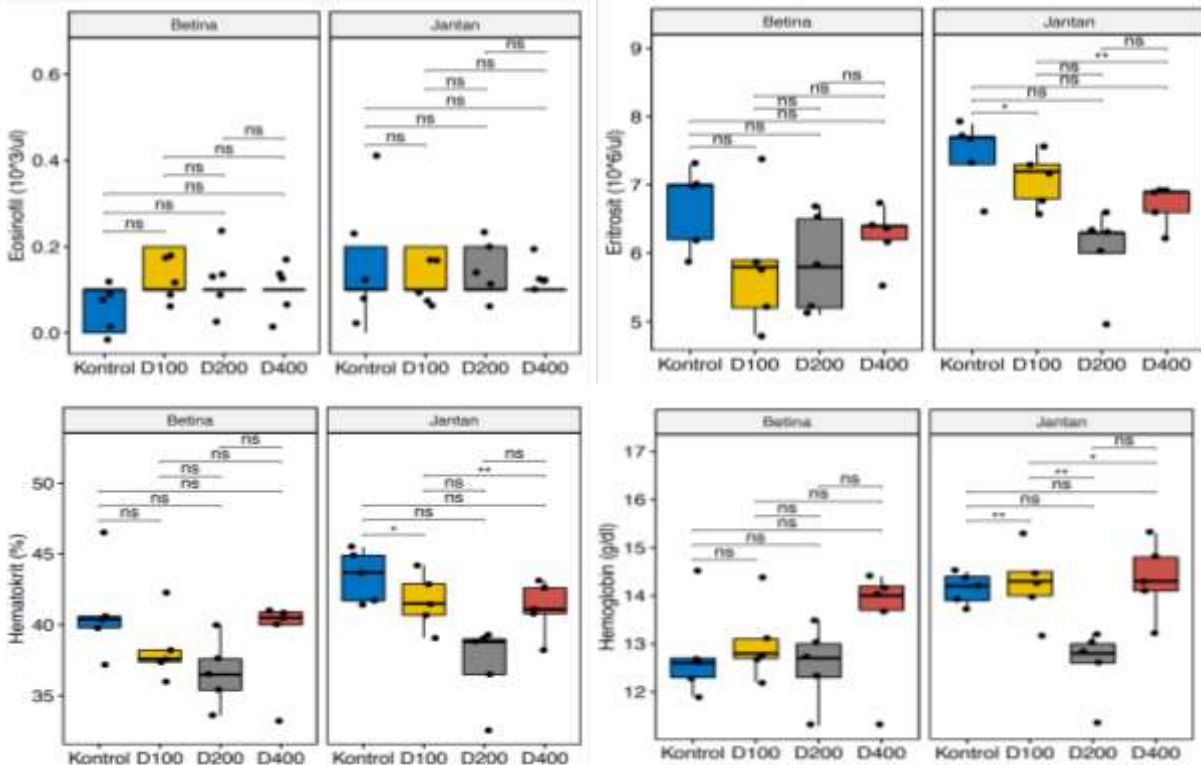 Betina Jantan
ns
ns
ns
ns
ns
ns
ns
ns
ns
ns
ns
ns
Eosinofil (10^3/ul)
0.6
0.4
0.2
0.0
Kontrol D100 D200 D400 Kontrol D100 D200 D400
Betina Jantan
ns
**
ns
ns
ns
*
ns
ns
ns
ns
ns
ns
Eritrosit (10^6/ul)
9
8
7
6
5
Kontrol D100 D200 D400 Kontrol D100 D200 D400
Betina Jantan
ns
ns
ns
ns
ns
ns
ns
**
ns
ns
ns
*
Hematokrit (%)
50
45
40
35
Kontrol D100 D200 D400 Kontrol D100 D200 D400
Betina Jantan
ns
ns
ns
ns
ns
ns
ns
*
**
ns
ns
**
Hemoglobin (g/dl)
17
16
15
14
13
12
Kontrol D100 D200 D400 Kontrol D100 D200 D400